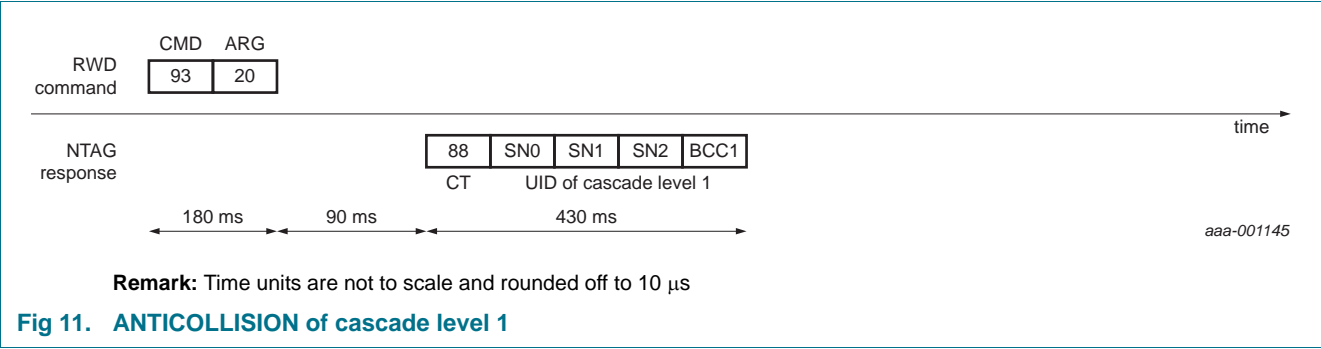 CMD ARG
RWD command
93 20
time
NTAG response
88 SN0 SN1 SN2 BCC1
CT UID of cascade level 1
180 ms 90 ms 430 ms
aaa-001145
Remark: Time units are not to scale and rounded off to 10 μs
Fig 11. ANTICOLLISION of cascade level 1